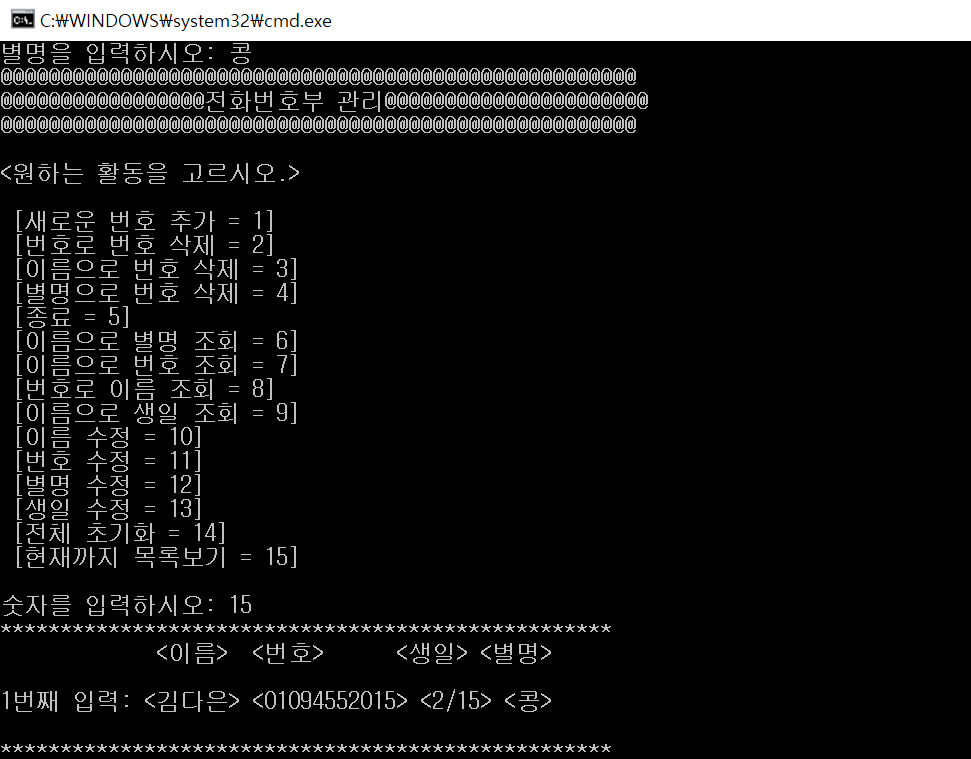 C:₩WINDOWS₩system32₩cmd.exe
별명을 입력하시오: 콩
@@@@@@@@@@@@@@@@@@@@@@@@@@@@@@@@@@@@@@@@@@@@@@@@@@@@@
@@@@@@@@@@@@@@@@@전화번호부 관리@@@@@@@@@@@@@@@@@@@@@@
@@@@@@@@@@@@@@@@@@@@@@@@@@@@@@@@@@@@@@@@@@@@@@@@@@@@@
<원하는 활동을 고르시오.>
[새로운 번호 추가 = 1]
[번호로 번호 삭제 = 2]
[이름으로 번호 삭제 = 3]
[별명으로 번호 삭제 = 4]
[종료 = 5]
[이름으로 별명 조회 = 6]
[이름으로 번호 조회 = 7]
[번호로 이름 조회 = 8]
[이름으로 생일 조회 = 9]
[이름 수정 = 10]
[번호 수정 = 11]
[별명 수정 = 12]
[생일 수정 = 13]
[전체 초기화 = 14]
[현재까지 목록보기 = 15]
숫자를 입력하시오: 15
***************************************************
<이름> <번호> <생일> <별명>
1번째 입력: <김다은> <01094552015> <2/15> <콩>
***************************************************